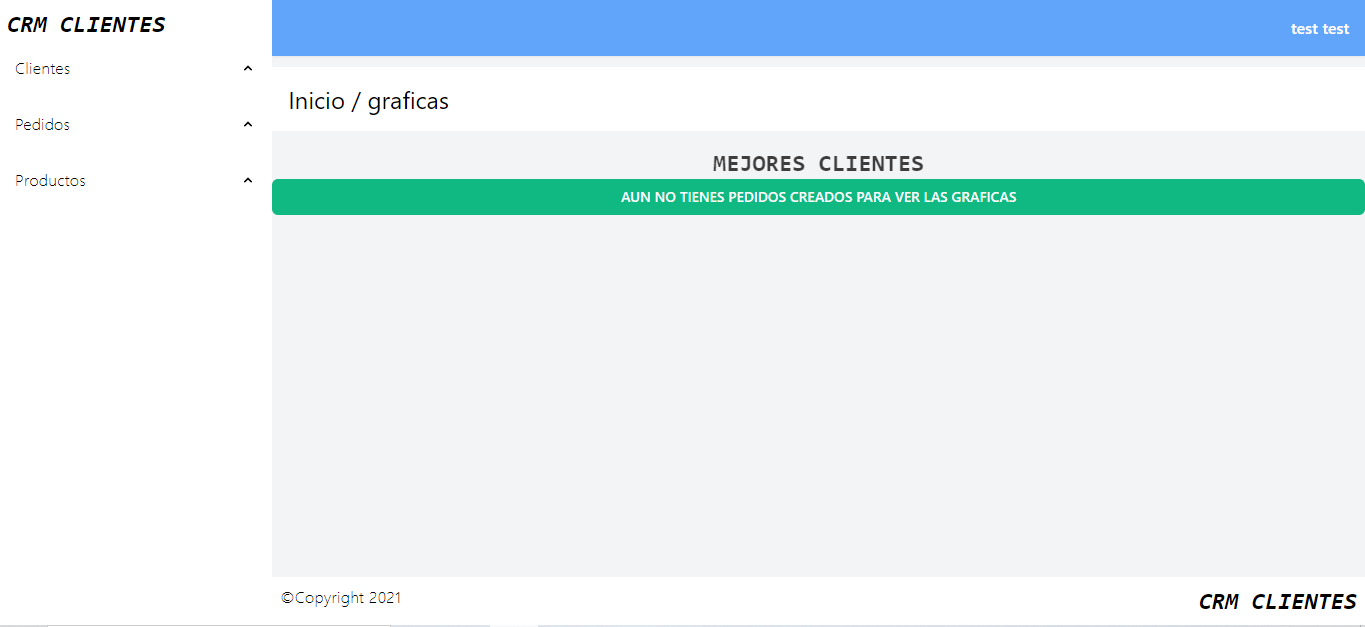 CRM CLIENTES
Clientes
Pedidos
Productos
test test
Inicio / graficas
MEJORES CLIENTES
AUN NO TIENES PEDIDOS CREADOS PARA VER LAS GRAFICAS
©Copyright 2021
CRM CLIENTES